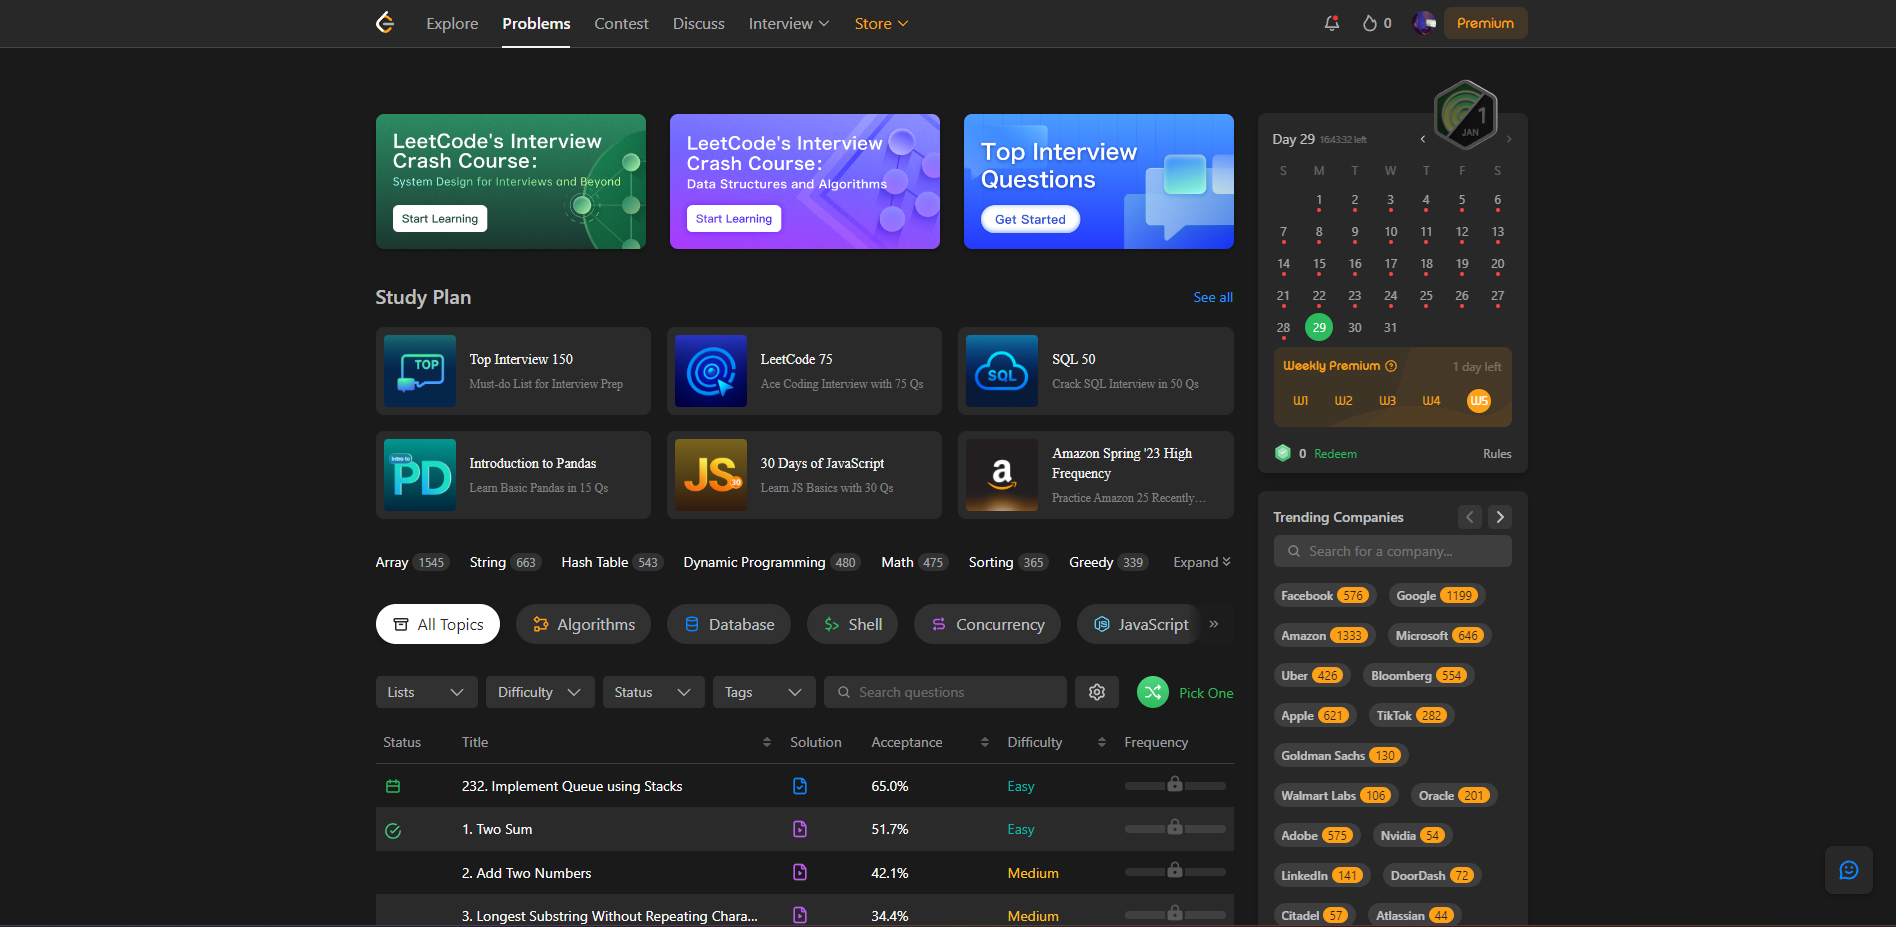 Explore Problems Contest Discuss Interview Store 0 Premium
LeetCode's Interview
Crash Course:
System Design for Interviews and Beyond
Start Learning
LeetCode's Interview
Crash Course:
Data Structures and Algorithms
Start Learning
Top Interview
Questions
Get Started
Study Plan See all
Top Interview 150
Must-do List for Interview Prep
TOP
LeetCode 75
Ace Coding Interview with 75 Qs
SQL 50
Crack SQL Interview in 50 Qs
SQL
Introduction to Pandas
Learn Basic Pandas in 15 Qs
Intro to
PD
30 Days of JavaScript
Learn JS Basics with 30 Qs
JS 30
Amazon Spring '23 High
Frequency
Practice Amazon 25 Recently...
a
Array 1545 String 663 Hash Table 543 Dynamic Programming 480 Math 475 Sorting 365 Greedy 339 Expand
All Topics Algorithms Database Shell Concurrency JavaScript
Lists Difficulty Status Tags Search questions Pick One
Status Title Solution Acceptance Difficulty Frequency
232. Implement Queue using Stacks 65.0% Easy
1. Two Sum 51.7% Easy
2. Add Two Numbers 42.1% Medium
3. Longest Substring Without Repeating Chara... 34.4% Medium
1
JAN
Day 29 16:43:32 left
S M T W T F S
1 2 3 4 5 6
7 8 9 10 11 12 13
14 15 16 17 18 19 20
21 22 23 24 25 26 27
28 29 30 31
Weekly Premium 1 day left
W1 W2 W3 W4 W5
0 Redeem Rules
Trending Companies
Search for a company...
Facebook 576 Google 1199
Amazon 1333 Microsoft 646
Uber 426 Bloomberg 554
Apple 621 TikTok 282
Goldman Sachs 130
Walmart Labs 106 Oracle 201
Adobe 575 Nvidia 54
LinkedIn 141 DoorDash 72
Citadel 57 Atlassian 44